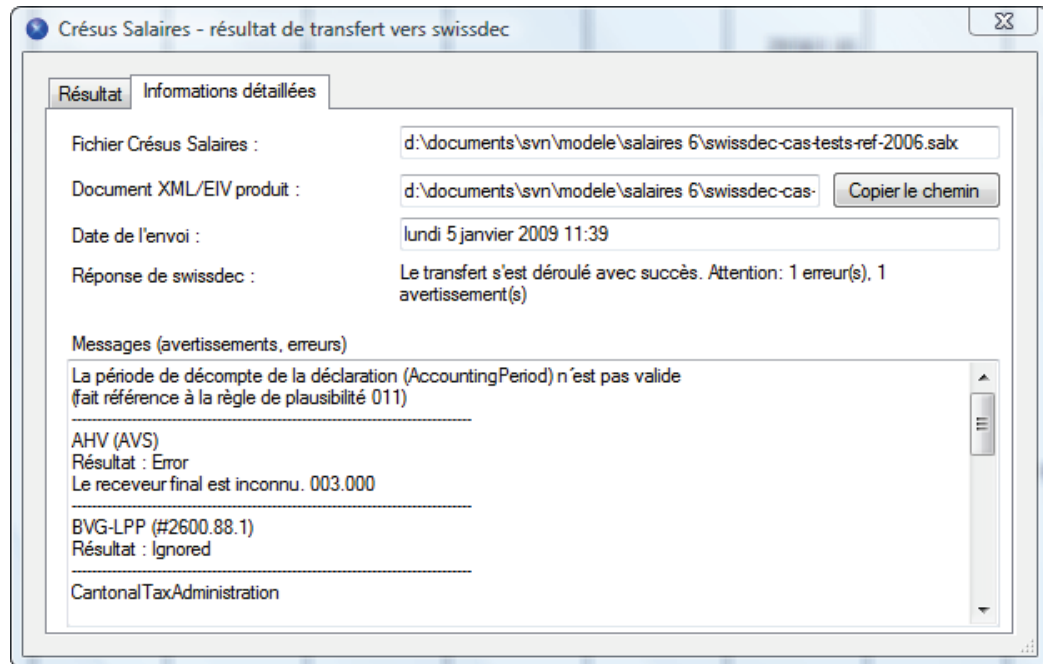 Crésus Salaires - résultat de transfert vers swissdec
Résultat
Informations détaillées
Fichier Crésus Salaires :
d:\documents\svn\modele\salaires 6\swissdec-cas-tests-ref-2006.salx
Document XML/EIV produit :
d:\documents\svn\modele\salaires 6\swissdec-cas-
Copier le chemin
Date de l'envoi :
lundi 5 janvier 2009 11:39
Réponse de swissdec :
Le transfert s'est déroulé avec succès. Attention: 1 erreur(s), 1
avertissement(s)
Messages (avertissements, erreurs)
La période de décompte de la déclaration (AccountingPeriod) n´est pas valide
(fait référence à la règle de plausibilité 011)
--------------------------------------------------------------------------------
AHV (AVS)
Résultat : Error
Le receveur final est inconnu. 003.000
--------------------------------------------------------------------------------
BVG-LPP (#2600.88.1)
Résultat : Ignored
--------------------------------------------------------------------------------
CantonalTaxAdministration